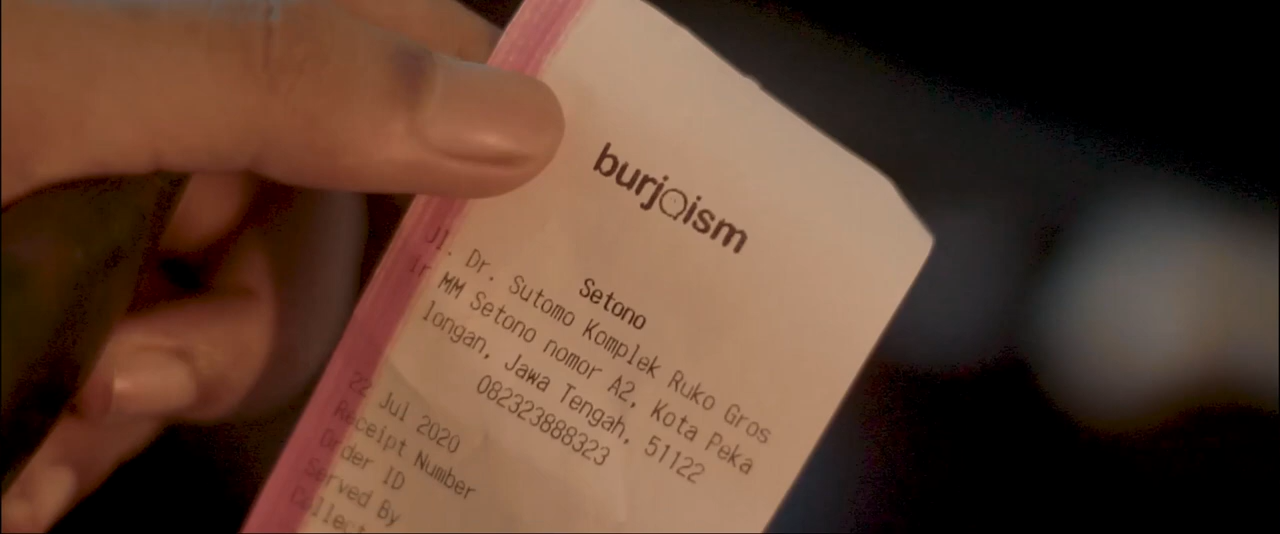 burjoism
Setono
Jl. Dr. Sutomo Komplek Ruko Gros
ir MM Setono nomor A2, Kota Peka
longan, Jawa Tengah, 51122
082323888323
22 Jul 2020
Receipt Number
Order ID
Served By
Collect